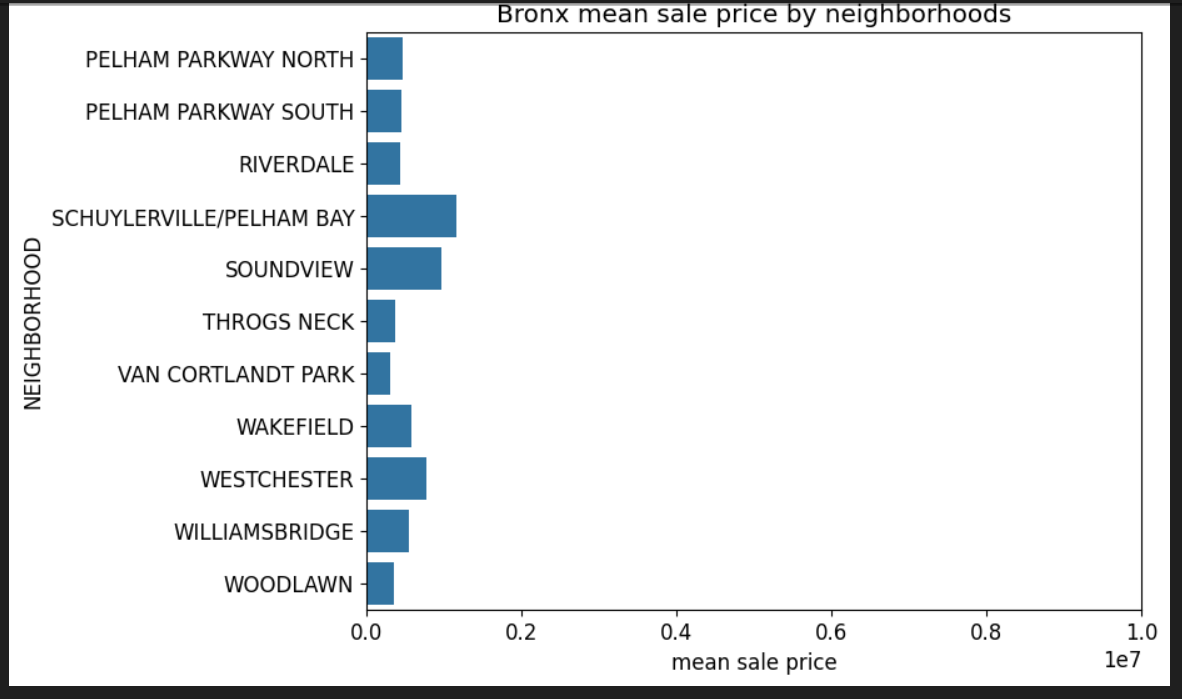 Bronx mean sale price by neighborhoods
NEIGHBORHOOD
PELHAM PARKWAY NORTH
PELHAM PARKWAY SOUTH
RIVERDALE
SCHUYLERVILLE/PELHAM BAY
SOUNDVIEW
THROGS NECK
VAN CORTLANDT PARK
WAKEFIELD
WESTCHESTER
WILLIAMSBRIDGE
WOODLAWN
0.0 0.2 0.4 0.6 0.8 1.0
1e7
mean sale price